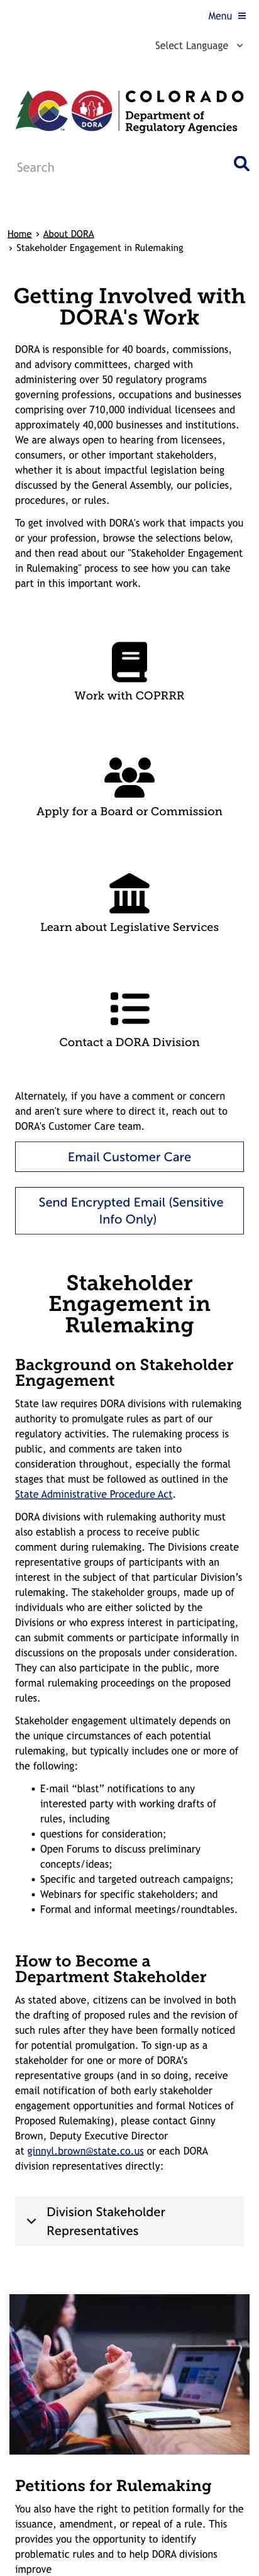 Menu
Select Language
COLORADO
Department of
Regulatory Agencies
DORA
Search
Home › About DORA
› Stakeholder Engagement in Rulemaking
Getting Involved with
DORA's Work
DORA is responsible for 40 boards, commissions,
and advisory committees, charged with
administering over 50 regulatory programs
governing professions, occupations and businesses
comprising over 710,000 individual licensees and
approximately 40,000 businesses and institutions.
We are always open to hearing from licensees,
consumers, or other important stakeholders,
whether it is about impactful legislation being
discussed by the General Assembly, our policies,
procedures, or rules.
To get involved with DORA's work that impacts you
or your profession, browse the selections below,
and then read about our "Stakeholder Engagement
in Rulemaking" process to see how you can take
part in this important work.
Work with COPRRR
Apply for a Board or Commission
Learn about Legislative Services
Contact a DORA Division
Alternately, if you have a comment or concern
and aren't sure where to direct it, reach out to
DORA's Customer Care team.
Email Customer Care
Send Encrypted Email (Sensitive
Info Only)
Stakeholder
Engagement in
Rulemaking
Background on Stakeholder
Engagement
State law requires DORA divisions with rulemaking
authority to promulgate rules as part of our
regulatory activities. The rulemaking process is
public, and comments are taken into
consideration throughout, especially the formal
stages that must be followed as outlined in the
State Administrative Procedure Act.
DORA divisions with rulemaking authority must
also establish a process to receive public
comment during rulemaking. The Divisions create
representative groups of participants with an
interest in the subject of that particular Division’s
rulemaking. The stakeholder groups, made up of
individuals who are either solicted by the
Divisions or who express interest in participating,
can submit comments or participate informally in
discussions on the proposals under consideration.
They can also participate in the public, more
formal rulemaking proceedings on the proposed
rules.
Stakeholder engagement ultimately depends on
the unique circumstances of each potential
rulemaking, but typically includes one or more of
the following:
• E-mail “blast” notifications to any
interested party with working drafts of
rules, including
• questions for consideration;
• Open Forums to discuss preliminary
concepts/ideas;
• Specific and targeted outreach campaigns;
• Webinars for specific stakeholders; and
• Formal and informal meetings/roundtables.
How to Become a
Department Stakeholder
As stated above, citizens can be involved in both
the drafting of proposed rules and the revision of
such rules after they have been formally noticed
for potential promulgation. To sign-up as a
stakeholder for one or more of DORA’s
representative groups (and in so doing, receive
email notification of both early stakeholder
engagement opportunities and formal Notices of
Proposed Rulemaking), please contact Ginny
Brown, Deputy Executive Director
at ginnyl.brown@state.co.us or each DORA
division representatives directly:
Division Stakeholder
Representatives
Petitions for Rulemaking
You also have the right to petition formally for the
issuance, amendment, or repeal of a rule. This
provides you the opportunity to identify
problematic rules and to help DORA divisions
improve